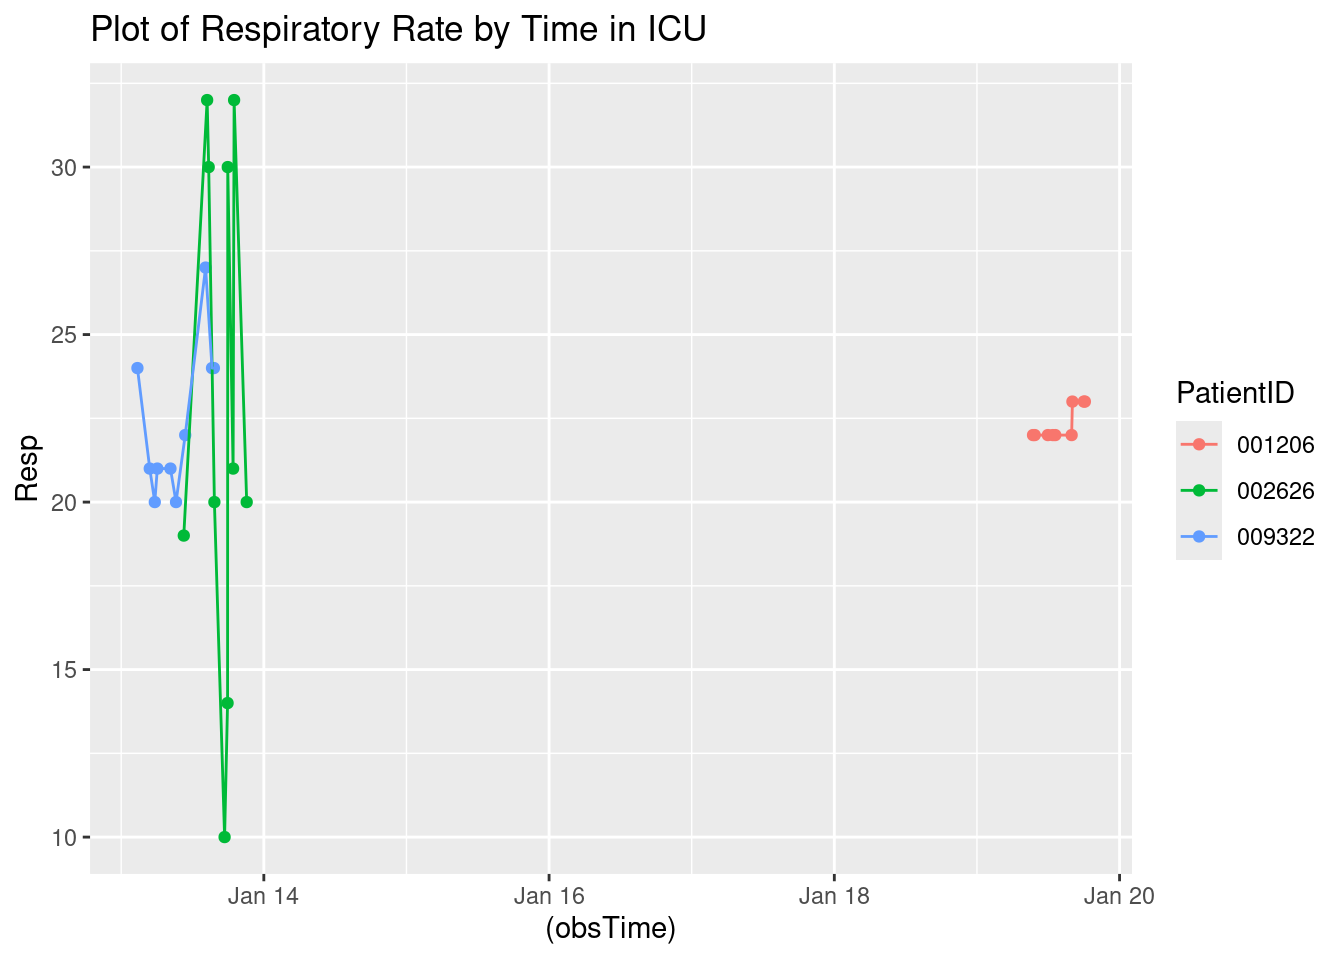 Plot of Respiratory Rate by Time in ICU
30
25
20
15
10
Resp
Jan 14
Jan 16
Jan 18
Jan 20
(obsTime)
PatientID
001206
002626
009322